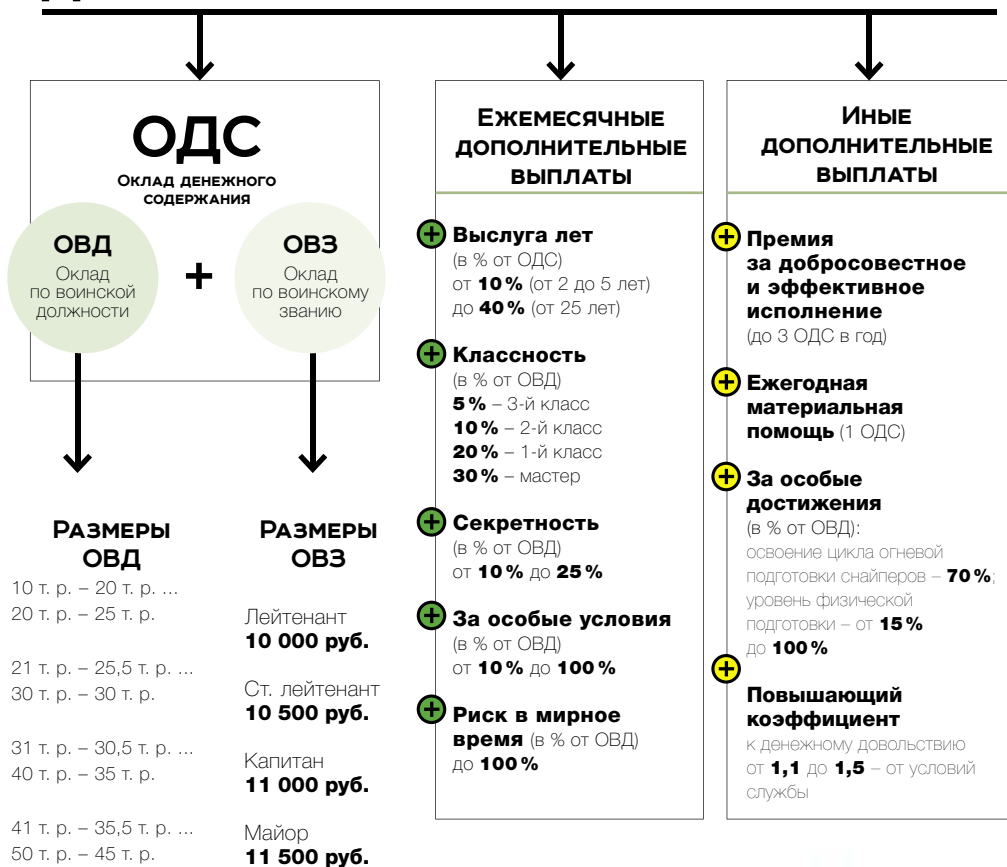 ОДС
Оклад денежного
содержания
ОВД
Оклад
по воинской
должности
+
ОВЗ
Оклад
по воинскому
званию
Размеры
ОВД
10 т. р. – 20 т. р. ...
20 т. р. – 25 т. р.
21 т. р. – 25,5 т. р. ...
30 т. р. – 30 т. р.
31 т. р. – 30,5 т. р. ...
40 т. р. – 35 т. р.
41 т. р. – 35,5 т. р. ...
50 т. р. – 45 т. р.
Размеры
ОВЗ
Лейтенант
10 000 руб.
Ст. лейтенант
10 500 руб.
Капитан
11 000 руб.
Майор
11 500 руб.
Ежемесячные
дополнительные
выплаты
+ Выслуга лет
(в % от ОДС)
от 10 % (от 2 до 5 лет)
до 40 % (от 25 лет)
+ Классность
(в % от ОВД)
5 % – 3-й класс
10 % – 2-й класс
20 % – 1-й класс
30 % – мастер
+ Секретность
(в % от ОВД)
от 10 % до 25 %
+ За особые условия
(в % от ОВД)
от 10 % до 100 %
+ Риск в мирное
время (в % от ОВД)
до 100 %
Иные
дополнительные
выплаты
+ Премия
за добросовестное
и эффективное
исполнение
(до 3 ОДС в год)
+ Ежегодная
материальная
помощь (1 ОДС)
+ За особые
достижения
(в % от ОВД):
освоение цикла огневой
подготовки снайперов – 70 %;
уровень физической
подготовки – от 15 %
до 100 %
+
Повышающий
коэффициент
к денежному довольствию
от 1,1 до 1,5 – от условий
службы